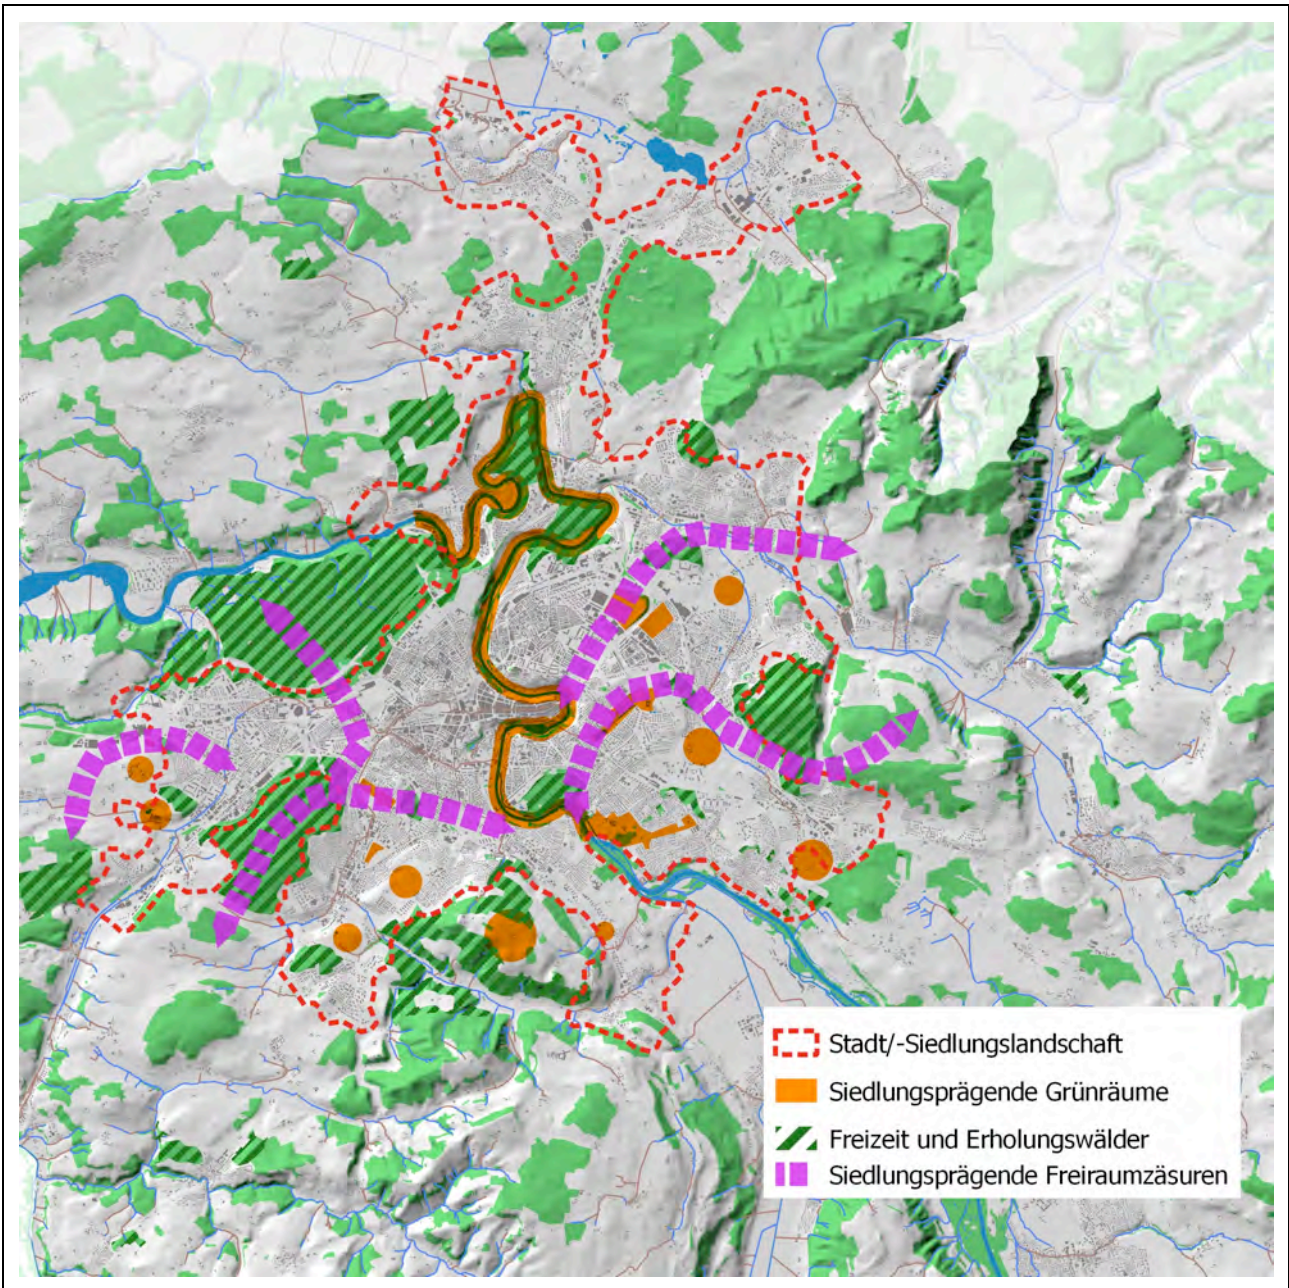 Stadt/-Siedlungslandschaft
Siedlungsprägende Grünräume
Freizeit und Erholungswälder
Siedlungsprägende Freiraumzäsuren